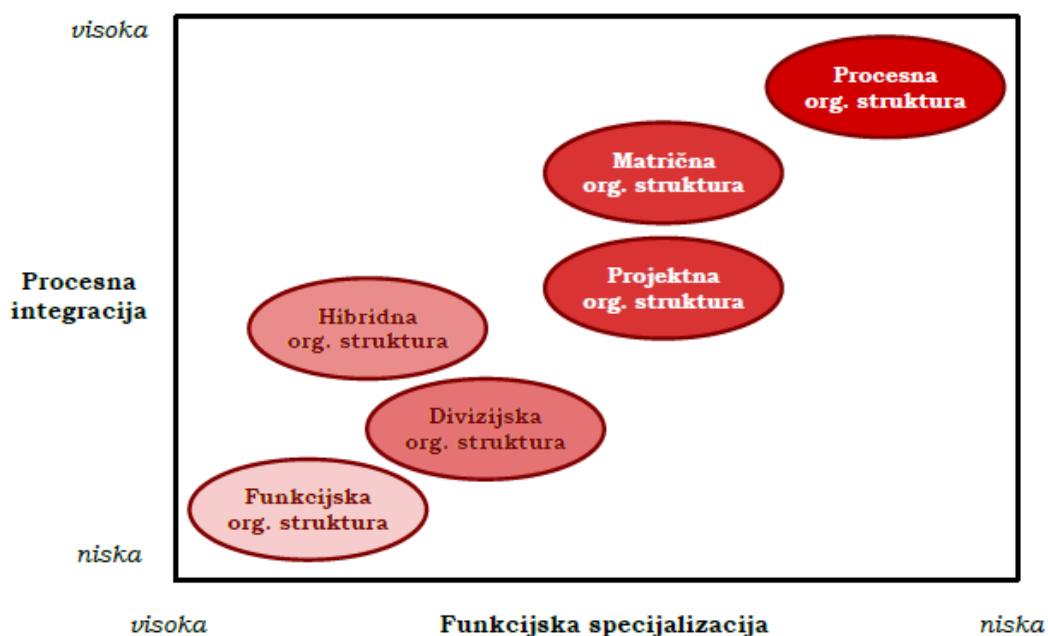 visoka
Procesna
org. struktura
Matrična
org. struktura
Procesna
integracija
Projektna
org. struktura
Hibridna
org. struktura
Divizijska
org. struktura
Funkcijska
org. struktura
niska
visoka
Funkcijska specijalizacija
niska